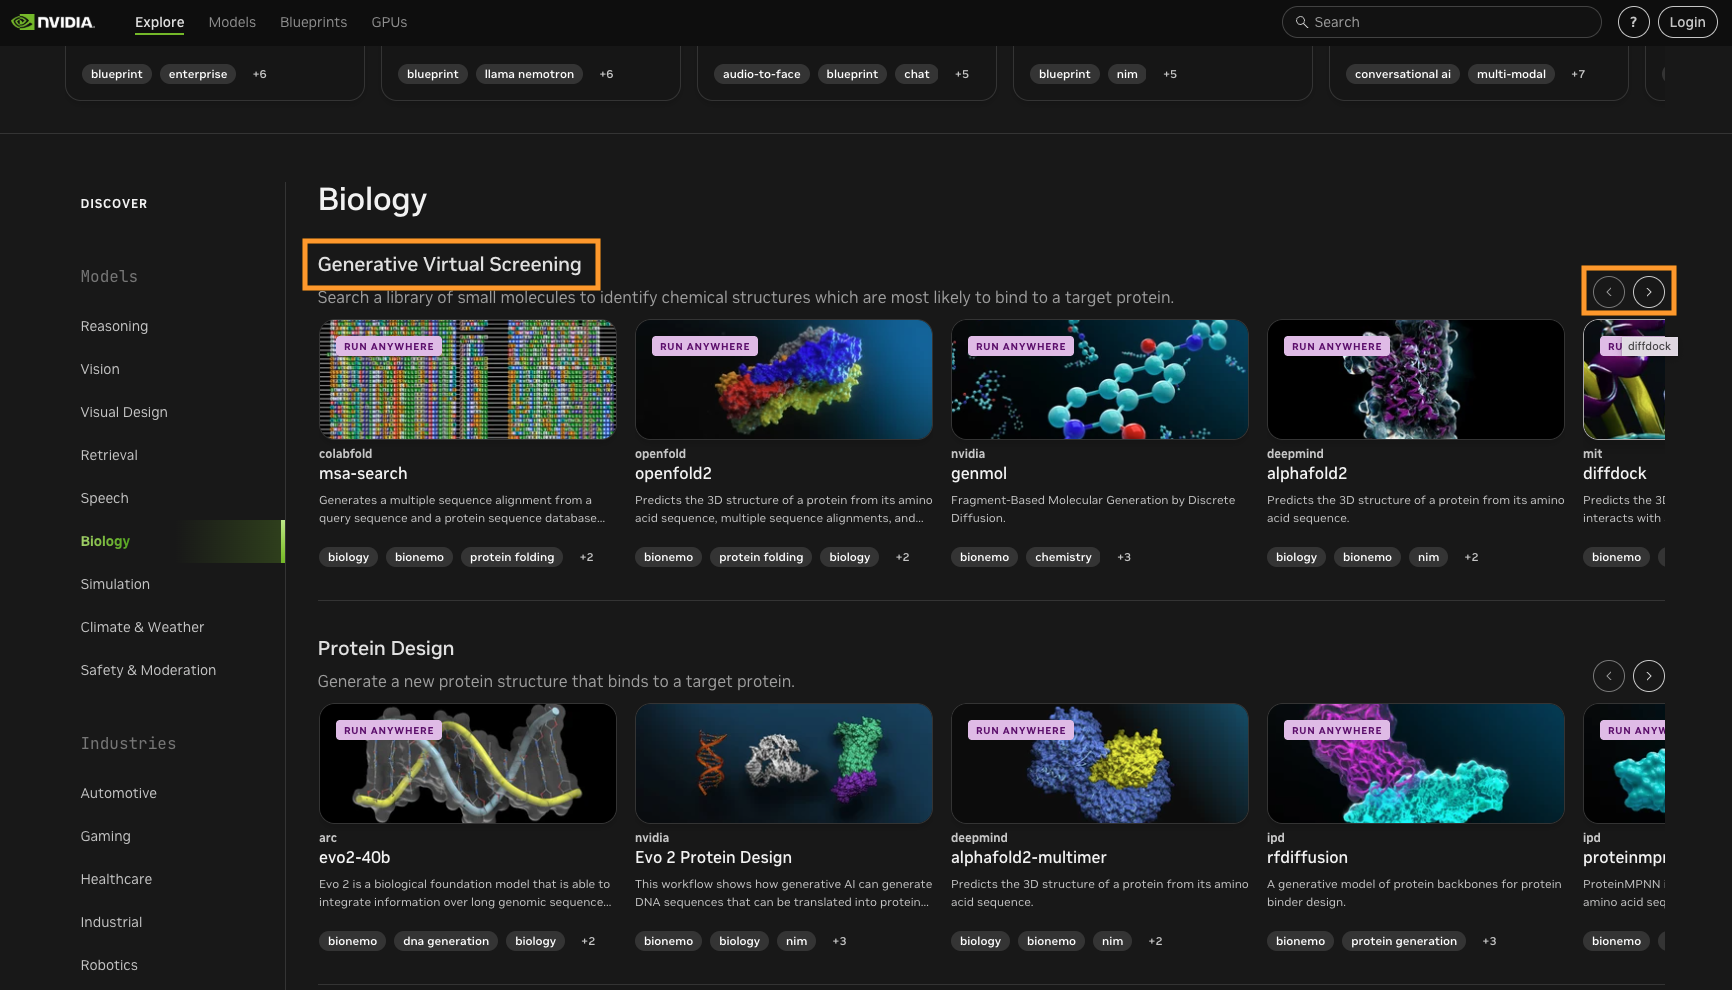 NVIDIA.
Explore
Models
Blueprints
GPUs
Search
?
Login
blueprint enterprise +6
blueprint llama nemotron +6
audio-to-face blueprint chat +5
blueprint nim +5
conversational ai multi-modal +7
DISCOVER
Models
Reasoning
Vision
Visual Design
Retrieval
Speech
Biology
Simulation
Climate & Weather
Safety & Moderation
Industries
Automotive
Gaming
Healthcare
Industrial
Robotics
Biology
Generative Virtual Screening
Search a library of small molecules to identify chemical structures which are most likely to bind to a target protein.
RUN ANYWHERE
colabfold
msa-search
Generates a multiple sequence alignment from a
query sequence and a protein sequence database...
biology bionemo protein folding +2
RUN ANYWHERE
openfold
openfold2
Predicts the 3D structure of a protein from its amino
acid sequence, multiple sequence alignments, and...
bionemo protein folding biology +2
RUN ANYWHERE
nvidia
genmol
Fragment-Based Molecular Generation by Discrete
Diffusion.
bionemo chemistry +3
RUN ANYWHERE
deepmind
alphafold2
Predicts the 3D structure of a protein from its amino
acid sequence.
biology bionemo nim +2
RU diffdock
mit
diffdock
Predicts the 3D
interacts with
bionemo
Protein Design
Generate a new protein structure that binds to a target protein.
RUN ANYWHERE
arc
evo2-40b
Evo 2 is a biological foundation model that is able to
integrate information over long genomic sequence...
bionemo dna generation biology +2
nvidia
Evo 2 Protein Design
This workflow shows how generative AI can generate
DNA sequences that can be translated into protein...
bionemo biology nim +3
RUN ANYWHERE
deepmind
alphafold2-multimer
Predicts the 3D structure of a protein from its amino
acid sequence.
biology bionemo nim +2
RUN ANYWHERE
ipd
rfdiffusion
A generative model of protein backbones for protein
binder design.
bionemo protein generation +3
RUN ANYW
ipd
proteinmp
ProteinMPNN
amino acid seq
bionemo